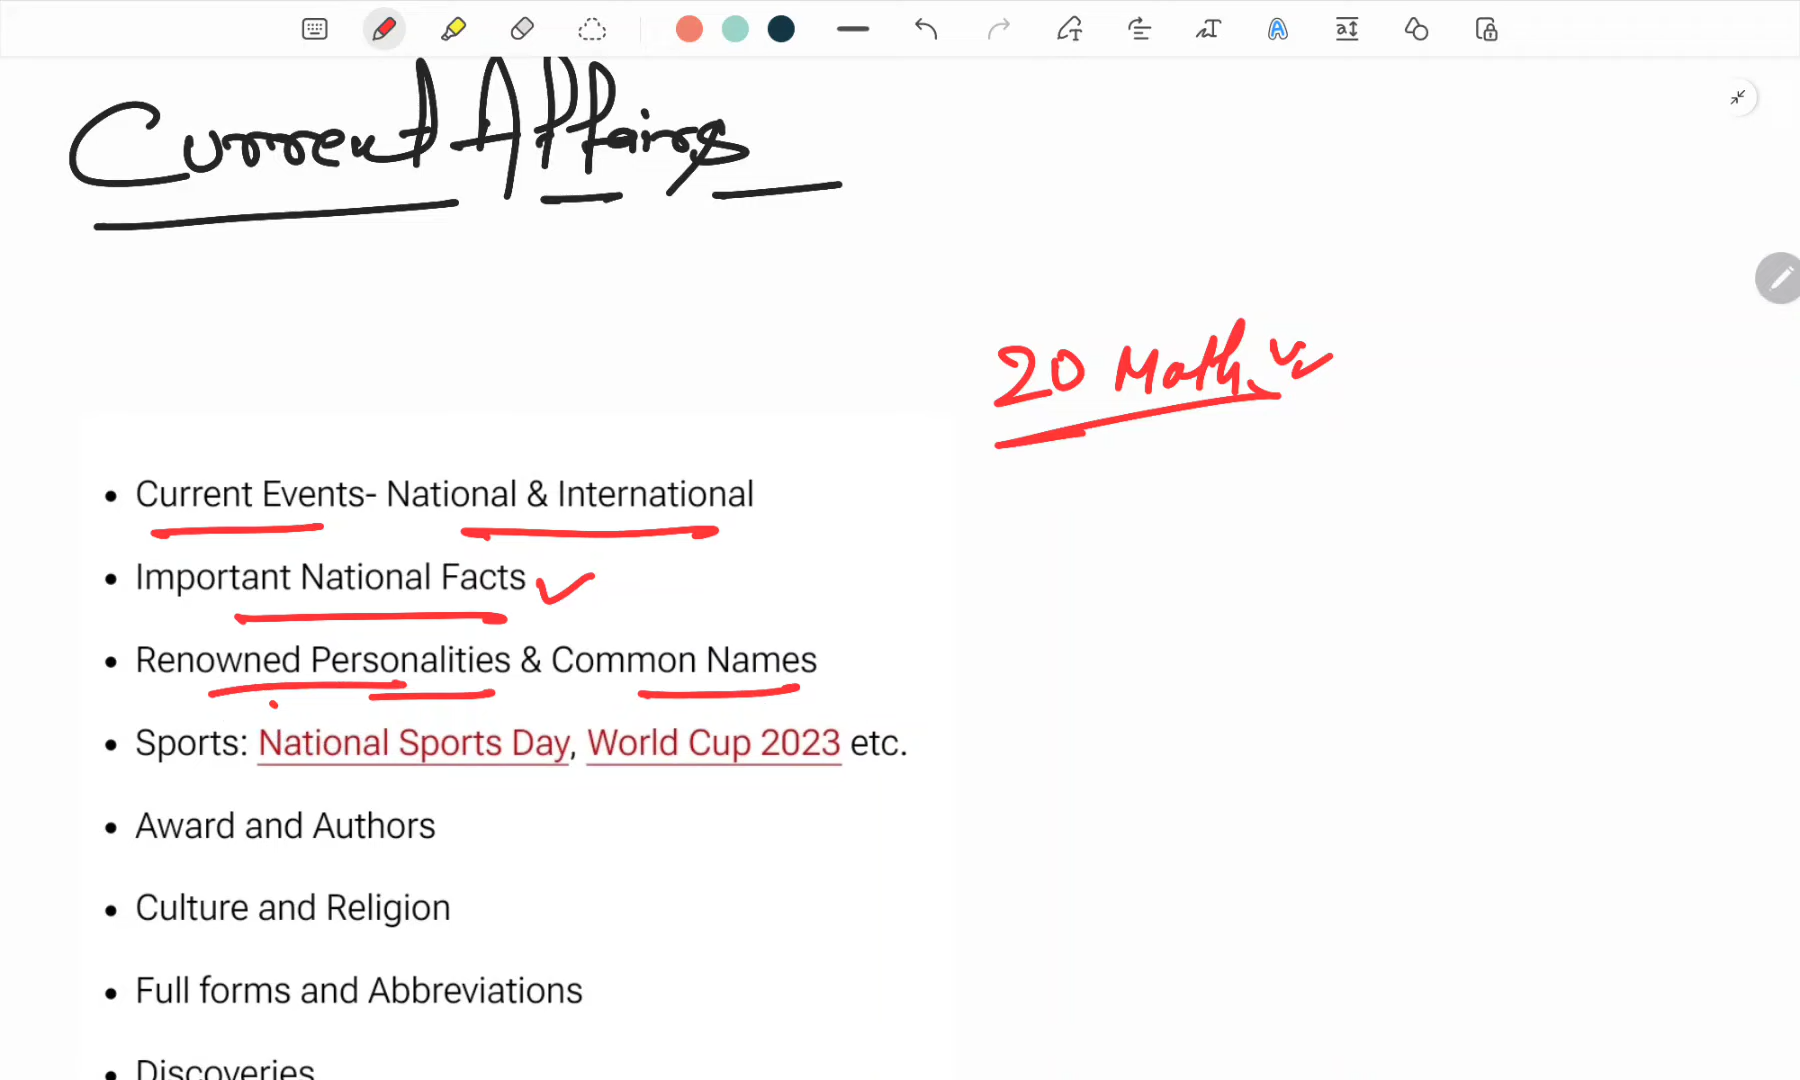 Current Affairs
20 Math
• Current Events- National & International
• Important National Facts
• Renowned Personalities & Common Names
• Sports: National Sports Day, World Cup 2023 etc.
• Award and Authors
• Culture and Religion
• Full forms and Abbreviations
• Discoveries